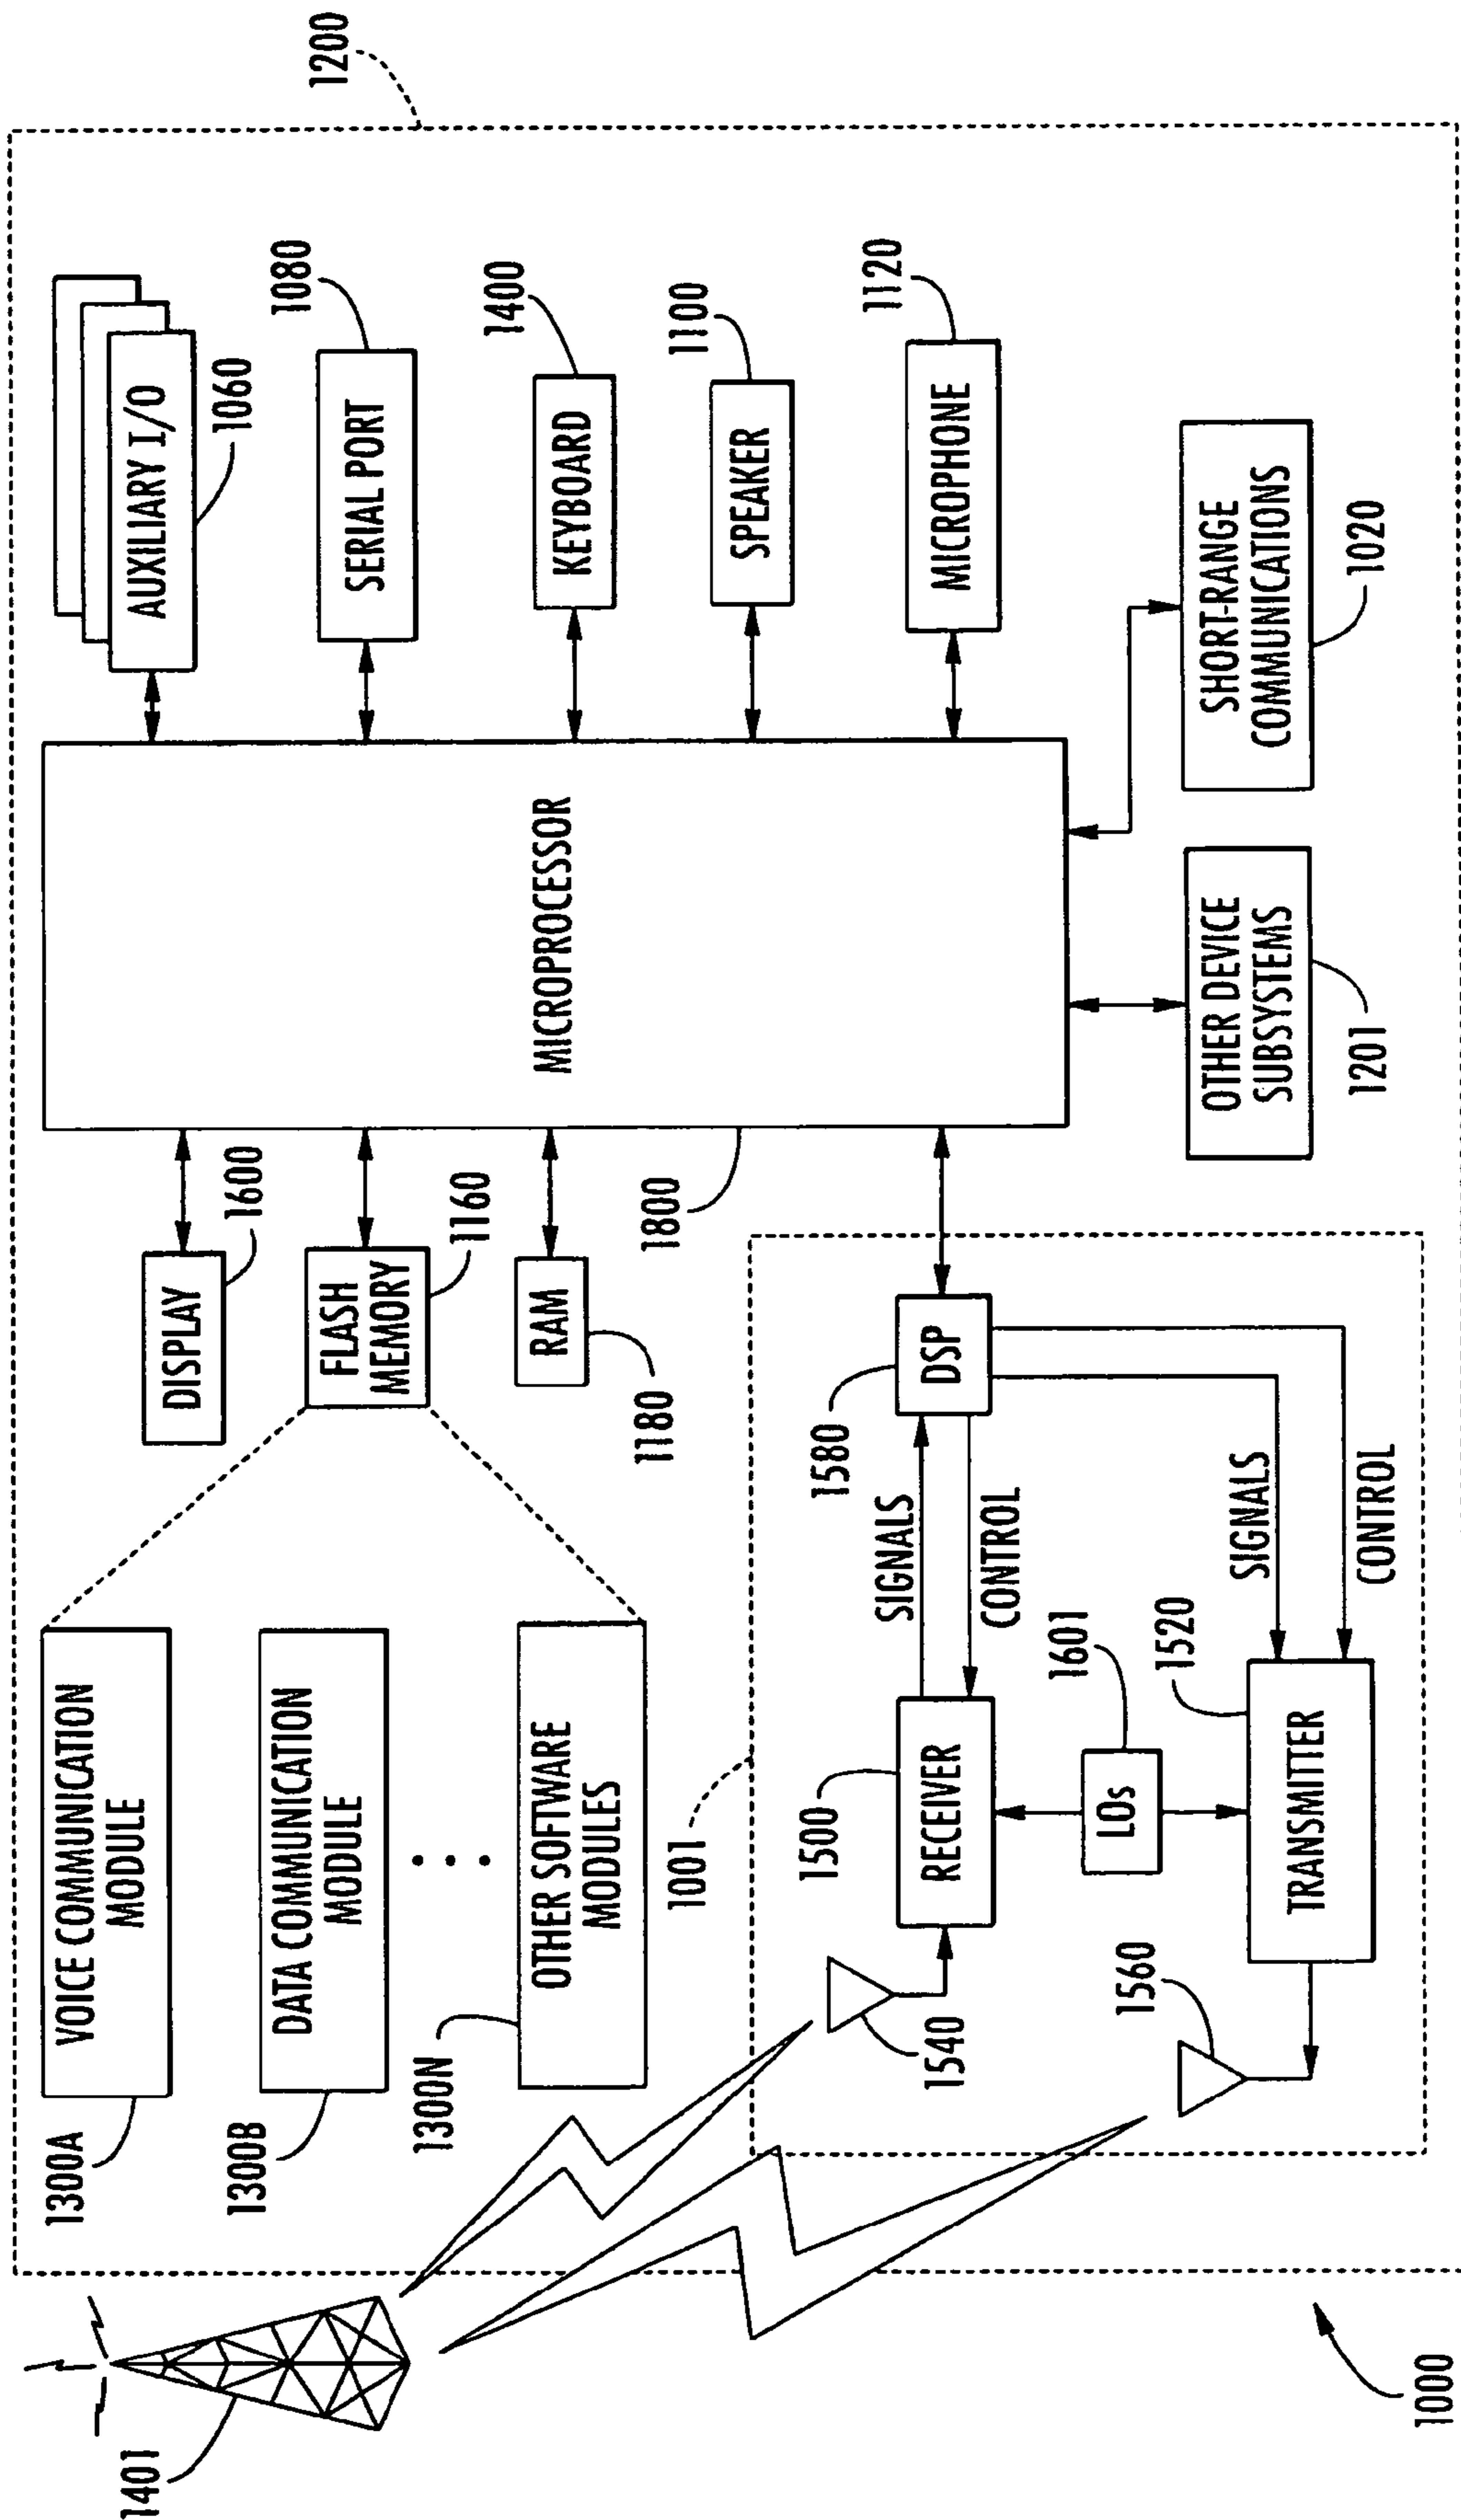 1401
1300A
VOICE COMMUNICATION
MODULE
1300B
DATA COMMUNICATION
MODULE
1300N
OTHER SOFTWARE
MODULES
DISPLAY
1600
FLASH
MEMORY
1160
RAM
1180
1800
MICROPROCESSOR
AUXILIARY I/O
1060
SERIAL PORT
1080
KEYBOARD
1400
SPEAKER
1100
MICROPHONE
1120
1200
1001
1500
RECEIVER
1540
SIGNALS
CONTROL
1580
DSP
LOs
1601
1560
1520
TRANSMITTER
SIGNALS
CONTROL
OTHER DEVICE
SUBSYSTEMS
1201
SHORT-RANGE
COMMUNICATIONS
1020
1000